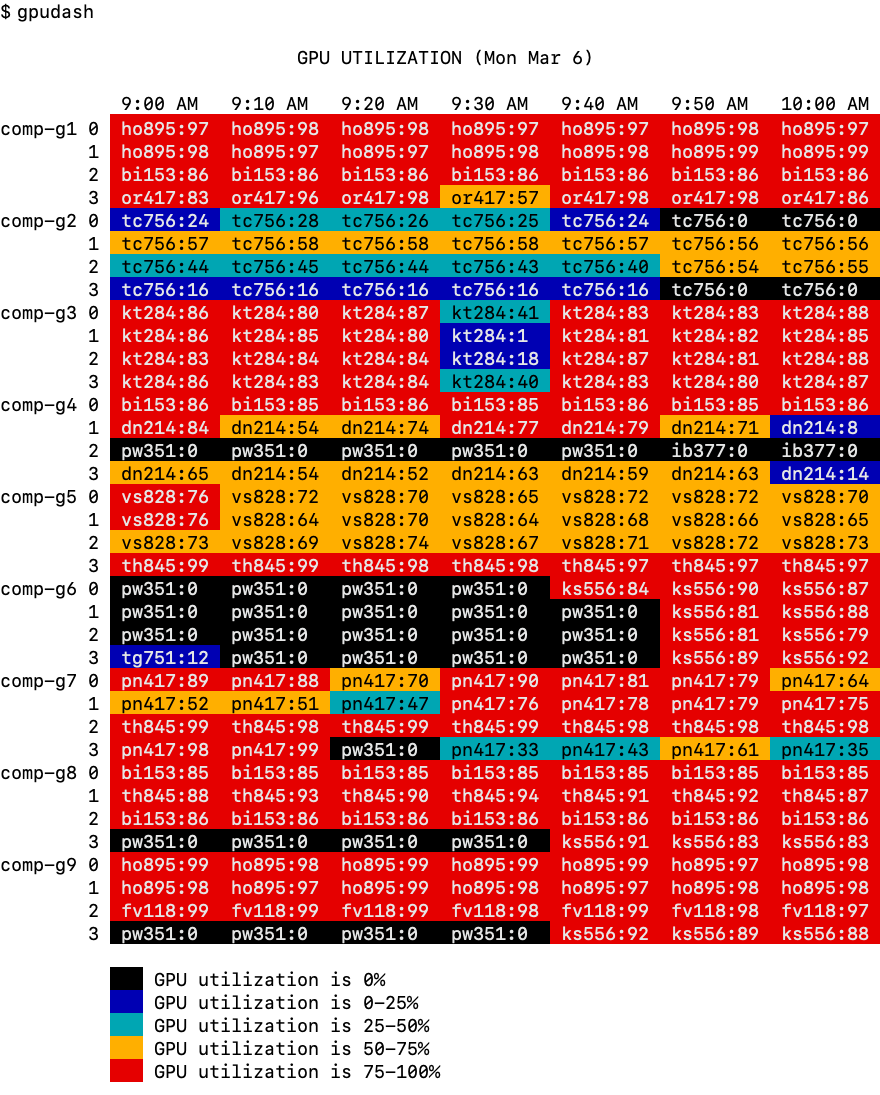 $ gpudash
GPU UTILIZATION (Mon Mar 6)
9:00 AM 9:10 AM 9:20 AM 9:30 AM 9:40 AM 9:50 AM 10:00 AM
comp-g1 0 ho895:97 ho895:98 ho895:98 ho895:97 ho895:97 ho895:98 ho895:97
1 ho895:98 ho895:97 ho895:97 ho895:98 ho895:98 ho895:99 ho895:99
2 bi153:86 bi153:86 bi153:86 bi153:86 bi153:86 bi153:86 bi153:86
3 or417:83 or417:96 or417:98 or417:57 or417:98 or417:98 or417:86
comp-g2 0 tc756:24 tc756:28 tc756:26 tc756:25 tc756:24 tc756:0 tc756:0
1 tc756:57 tc756:58 tc756:58 tc756:58 tc756:57 tc756:56 tc756:56
2 tc756:44 tc756:45 tc756:44 tc756:43 tc756:40 tc756:54 tc756:55
3 tc756:16 tc756:16 tc756:16 tc756:16 tc756:16 tc756:0 tc756:0
comp-g3 0 kt284:86 kt284:80 kt284:87 kt284:41 kt284:83 kt284:83 kt284:88
1 kt284:86 kt284:85 kt284:80 kt284:1 kt284:81 kt284:82 kt284:85
2 kt284:83 kt284:84 kt284:84 kt284:18 kt284:87 kt284:81 kt284:88
3 kt284:86 kt284:83 kt284:84 kt284:40 kt284:83 kt284:80 kt284:87
comp-g4 0 bi153:86 bi153:85 bi153:86 bi153:85 bi153:86 bi153:85 bi153:86
1 dn214:84 dn214:54 dn214:74 dn214:77 dn214:79 dn214:71 dn214:8
2 pw351:0 pw351:0 pw351:0 pw351:0 pw351:0 ib377:0 ib377:0
3 dn214:65 dn214:54 dn214:52 dn214:63 dn214:59 dn214:63 dn214:14
comp-g5 0 vs828:76 vs828:72 vs828:70 vs828:65 vs828:72 vs828:72 vs828:70
1 vs828:76 vs828:64 vs828:70 vs828:64 vs828:68 vs828:66 vs828:65
2 vs828:73 vs828:69 vs828:74 vs828:67 vs828:71 vs828:72 vs828:73
3 th845:99 th845:99 th845:98 th845:98 th845:97 th845:97 th845:97
comp-g6 0 pw351:0 pw351:0 pw351:0 pw351:0 ks556:84 ks556:90 ks556:87
1 pw351:0 pw351:0 pw351:0 pw351:0 pw351:0 ks556:81 ks556:88
2 pw351:0 pw351:0 pw351:0 pw351:0 pw351:0 ks556:81 ks556:79
3 tg751:12 pw351:0 pw351:0 pw351:0 pw351:0 ks556:89 ks556:92
comp-g7 0 pn417:89 pn417:88 pn417:70 pn417:90 pn417:81 pn417:79 pn417:64
1 pn417:52 pn417:51 pn417:47 pn417:76 pn417:78 pn417:79 pn417:75
2 th845:99 th845:98 th845:99 th845:99 th845:98 th845:98 th845:98
3 pn417:98 pn417:99 pw351:0 pn417:33 pn417:43 pn417:61 pn417:35
comp-g8 0 bi153:85 bi153:85 bi153:85 bi153:85 bi153:85 bi153:85 bi153:85
1 th845:88 th845:93 th845:90 th845:94 th845:91 th845:92 th845:87
2 bi153:86 bi153:86 bi153:86 bi153:86 bi153:86 bi153:86 bi153:86
3 pw351:0 pw351:0 pw351:0 pw351:0 ks556:91 ks556:83 ks556:83
comp-g9 0 ho895:99 ho895:98 ho895:99 ho895:99 ho895:99 ho895:97 ho895:98
1 ho895:98 ho895:97 ho895:99 ho895:98 ho895:97 ho895:98 ho895:98
2 fv118:99 fv118:99 fv118:99 fv118:98 fv118:99 fv118:98 fv118:97
3 pw351:0 pw351:0 pw351:0 pw351:0 ks556:92 ks556:89 ks556:88
GPU utilization is 0%
GPU utilization is 0-25%
GPU utilization is 25-50%
GPU utilization is 50-75%
GPU utilization is 75-100%